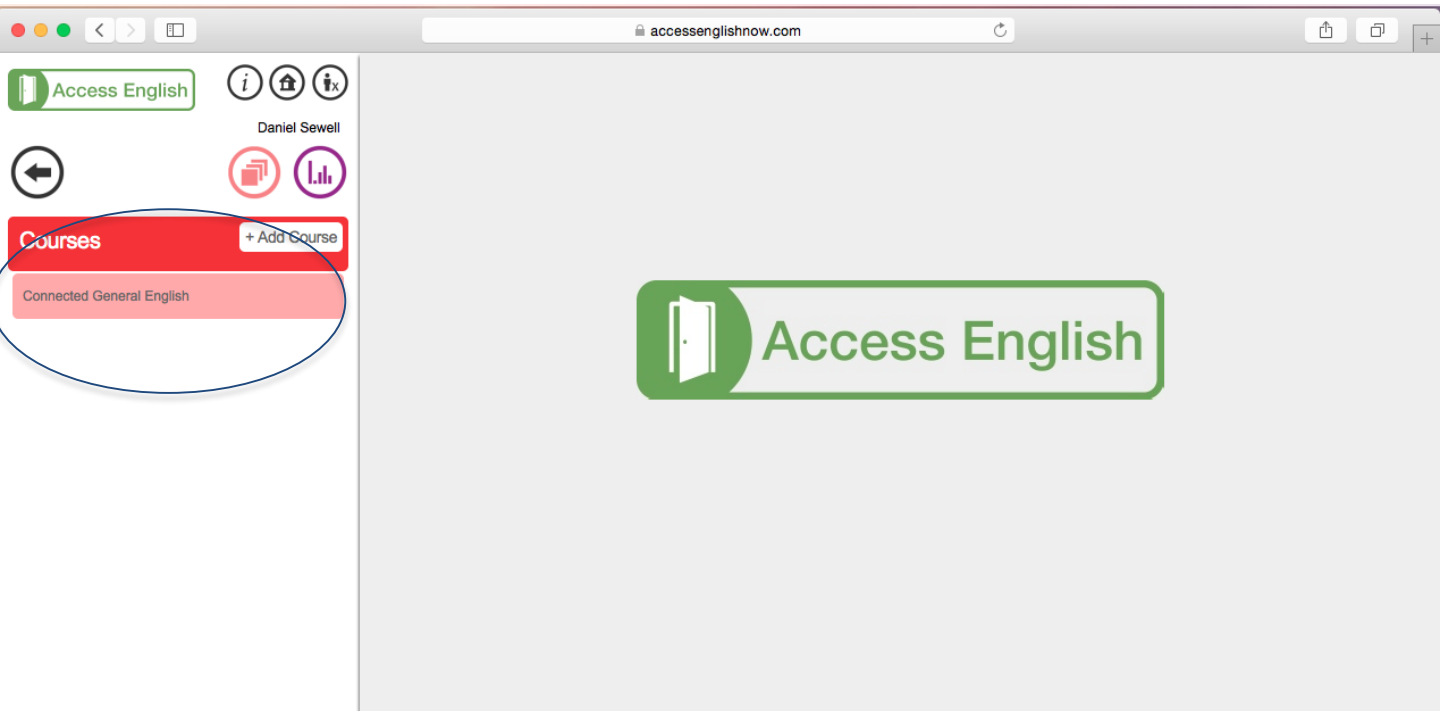 accessenglishnow.com
Access English
i
x
Daniel Sewell
Courses
+ Add Course
Connected General English
Access English